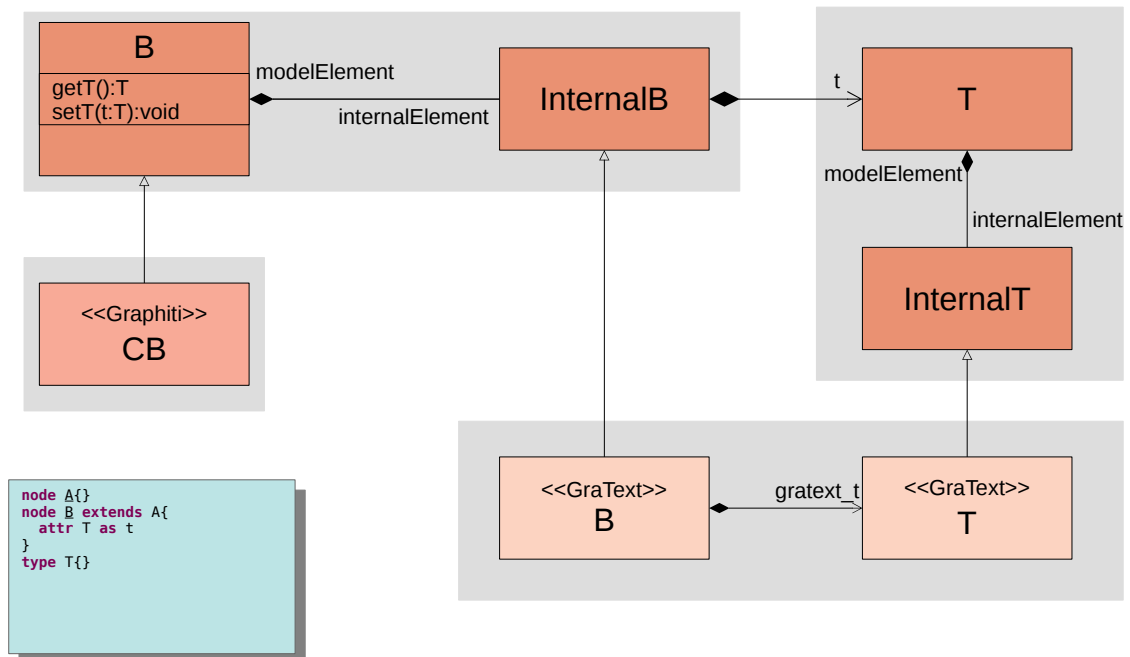 B
getT():T
setT(t:T):void
modelElement
internalElement
InternalB
t
T
modelElement
internalElement
InternalT
<<Graphiti>>
CB
<<GraText>>
B
gratext_t
<<GraText>>
T
node A{}
node B extends A{
attr T as t
}
type T{}